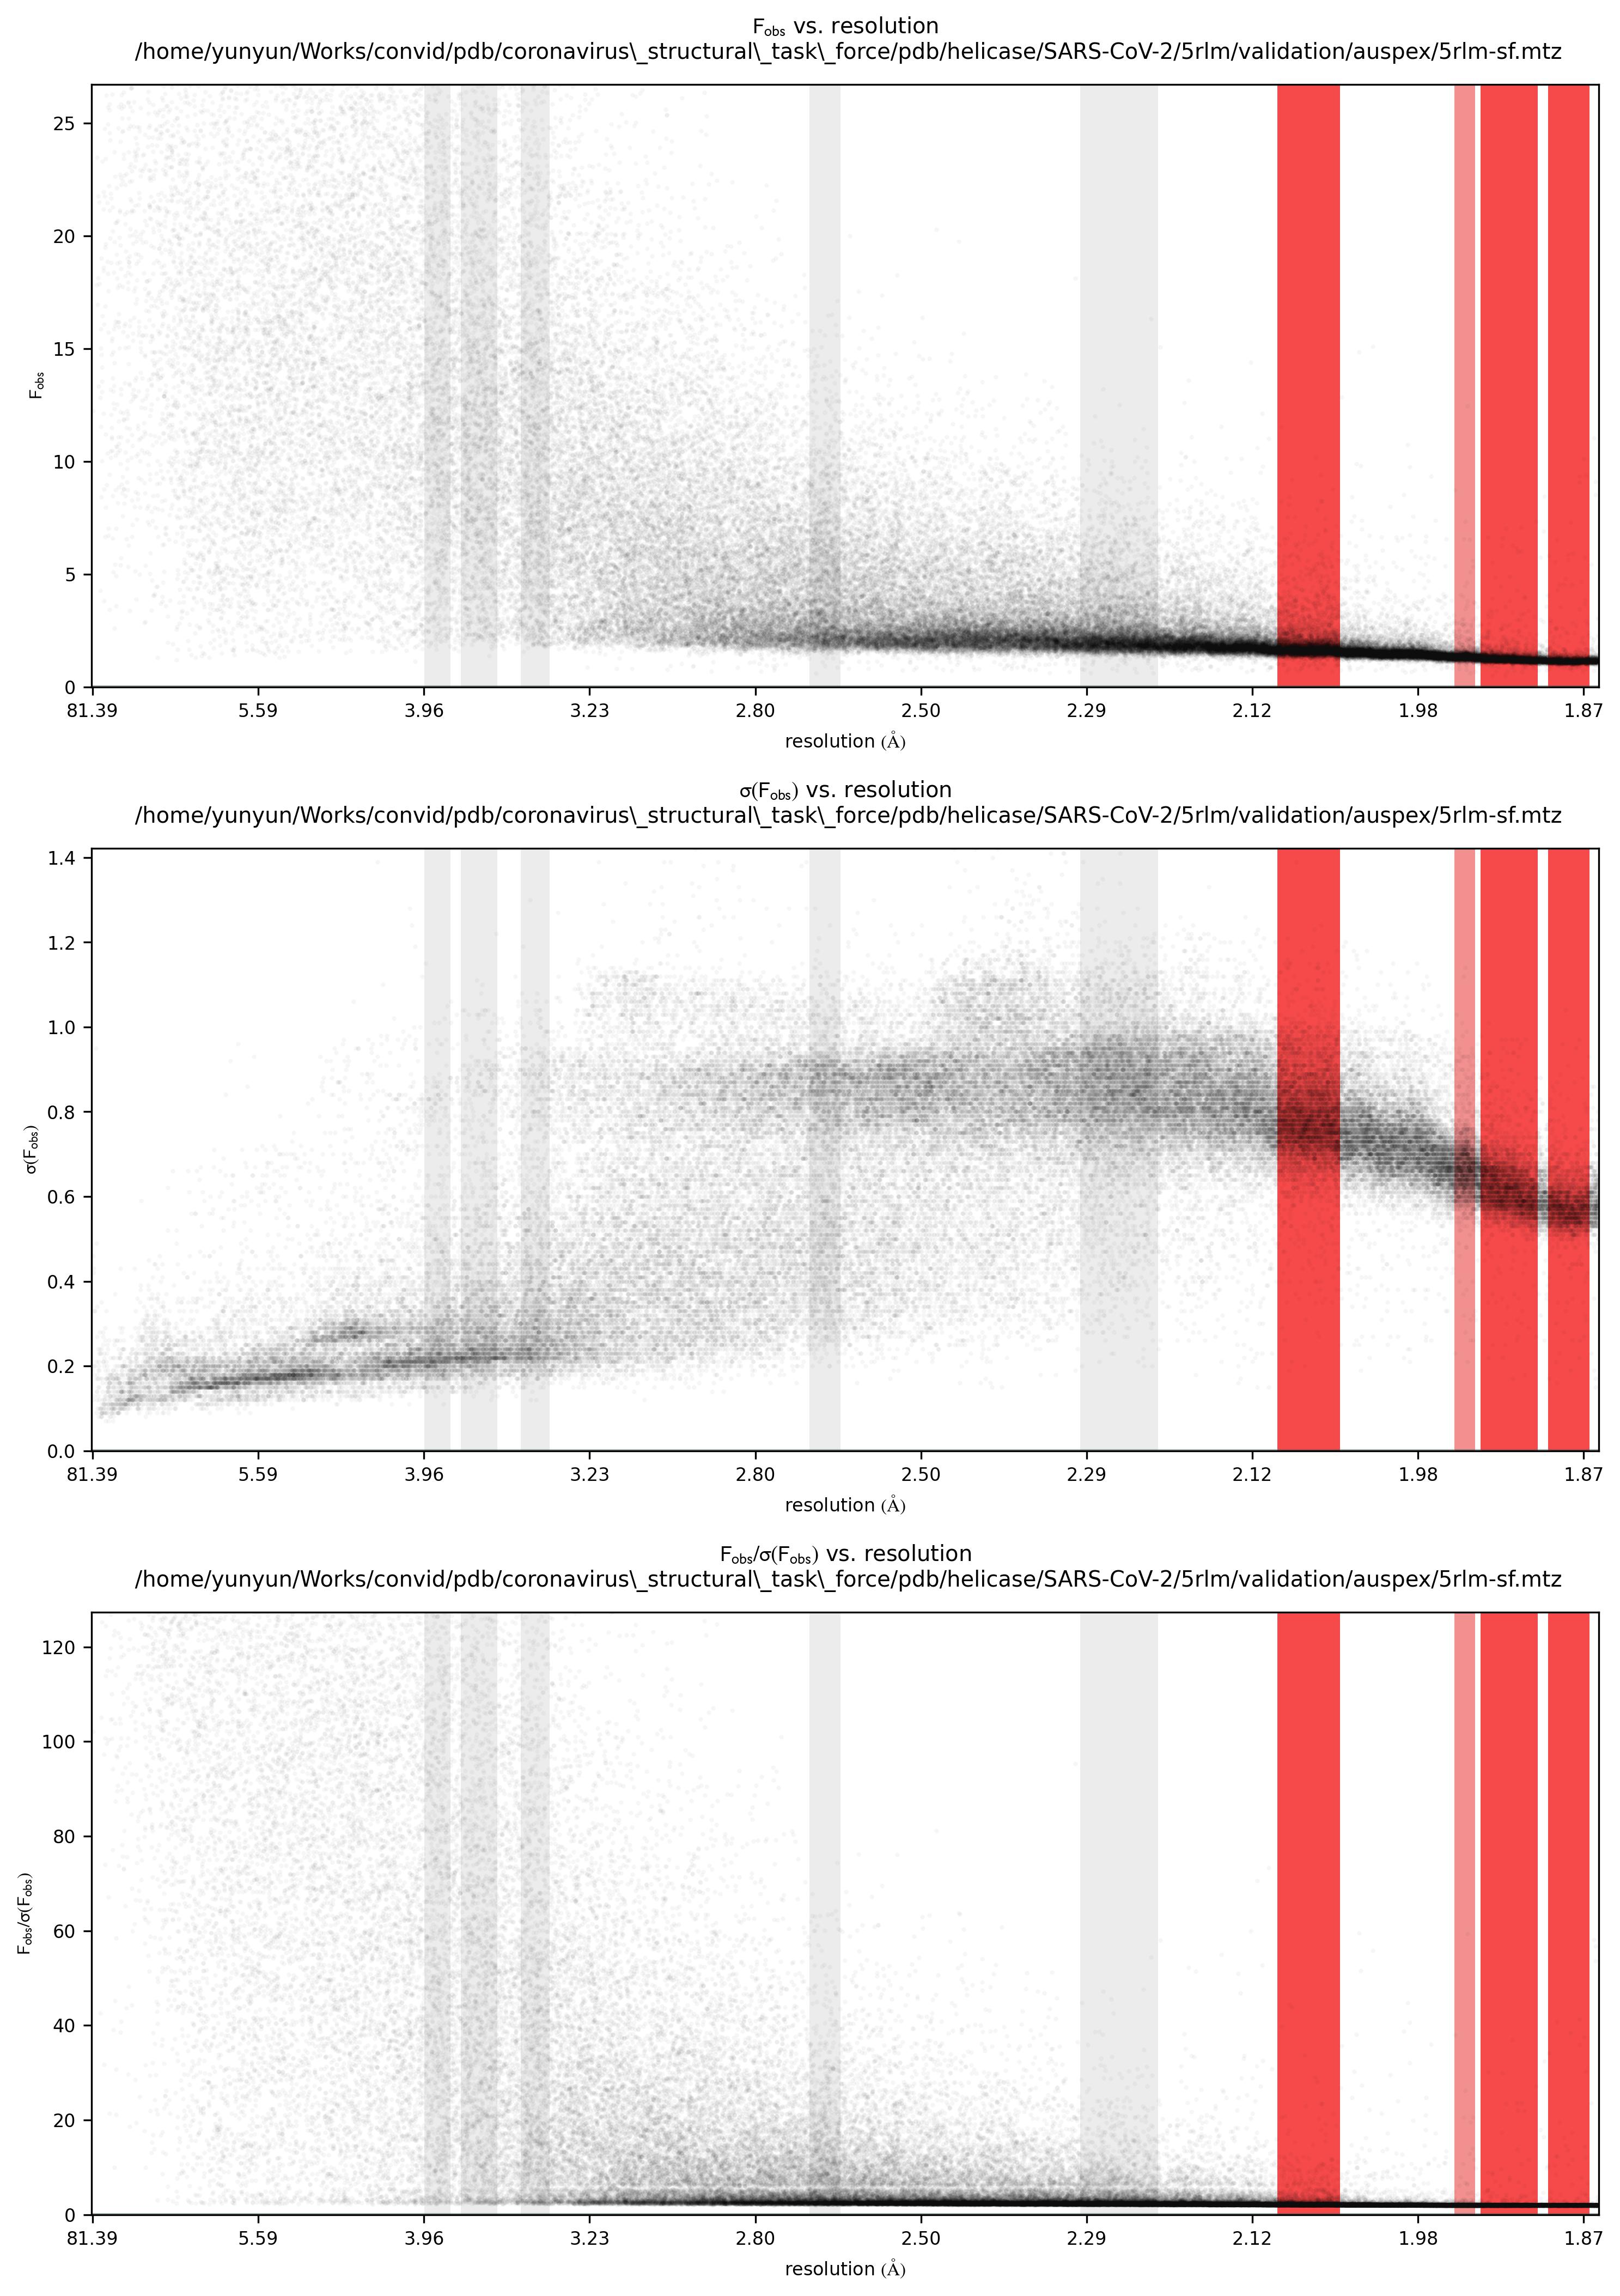 Fobs vs. resolution
/home/yunyun/Works/convid/pdb/coronavirus\_structural\_task\_force/pdb/helicase/SARS-CoV-2/5rlm/validation/auspex/5rlm-sf.mtz
25
20
15
10
5
0
Fobs
81.39 5.59 3.96 3.23 2.80 2.50 2.29 2.12 1.98 1.87
resolution (Å)
σ(Fobs) vs. resolution
/home/yunyun/Works/convid/pdb/coronavirus\_structural\_task\_force/pdb/helicase/SARS-CoV-2/5rlm/validation/auspex/5rlm-sf.mtz
1.4
1.2
1.0
0.8
0.6
0.4
0.2
0.0
σ(Fobs)
81.39 5.59 3.96 3.23 2.80 2.50 2.29 2.12 1.98 1.87
resolution (Å)
Fobs/σ(Fobs) vs. resolution
/home/yunyun/Works/convid/pdb/coronavirus\_structural\_task\_force/pdb/helicase/SARS-CoV-2/5rlm/validation/auspex/5rlm-sf.mtz
120
100
80
60
40
20
0
Fobs/σ(Fobs)
81.39 5.59 3.96 3.23 2.80 2.50 2.29 2.12 1.98 1.87
resolution (Å)